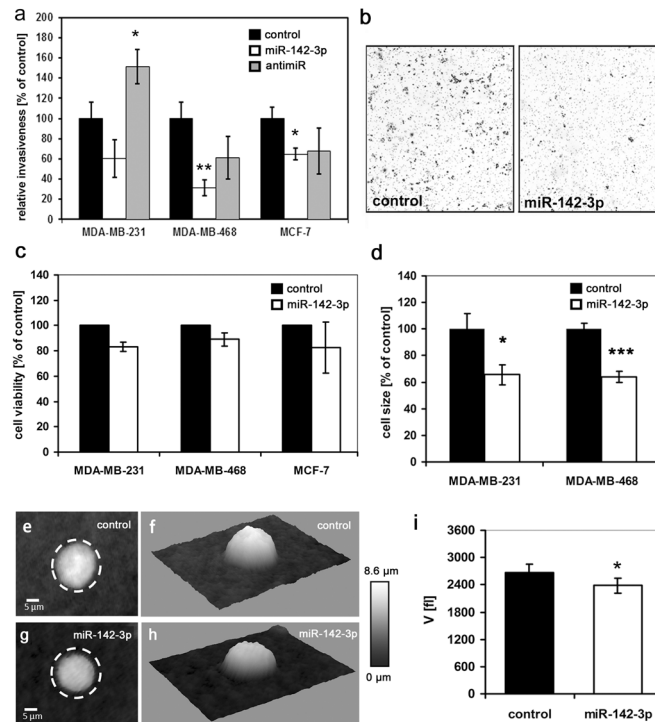 a
relative invasiveness [% of control]
200
180
160
140
120
100
80
60
40
20
0
control
miR-142-3p
antimiR
*
**
*
MDA-MB-231
MDA-MB-468
MCF-7
b
control
miR-142-3p
c
cell viability [% of control]
140
120
100
80
60
40
20
0
control
miR-142-3p
MDA-MB-231
MDA-MB-468
MCF-7
d
cell size [% of control]
140
120
100
80
60
40
20
0
control
miR-142-3p
*
***
MDA-MB-231
MDA-MB-468
e
control
5 µm
f
control
g
miR-142-3p
5 µm
h
miR-142-3p
8.6 µm
0 µm
i
V [fl]
3600
3000
2400
1800
1200
600
0
*
control
miR-142-3p